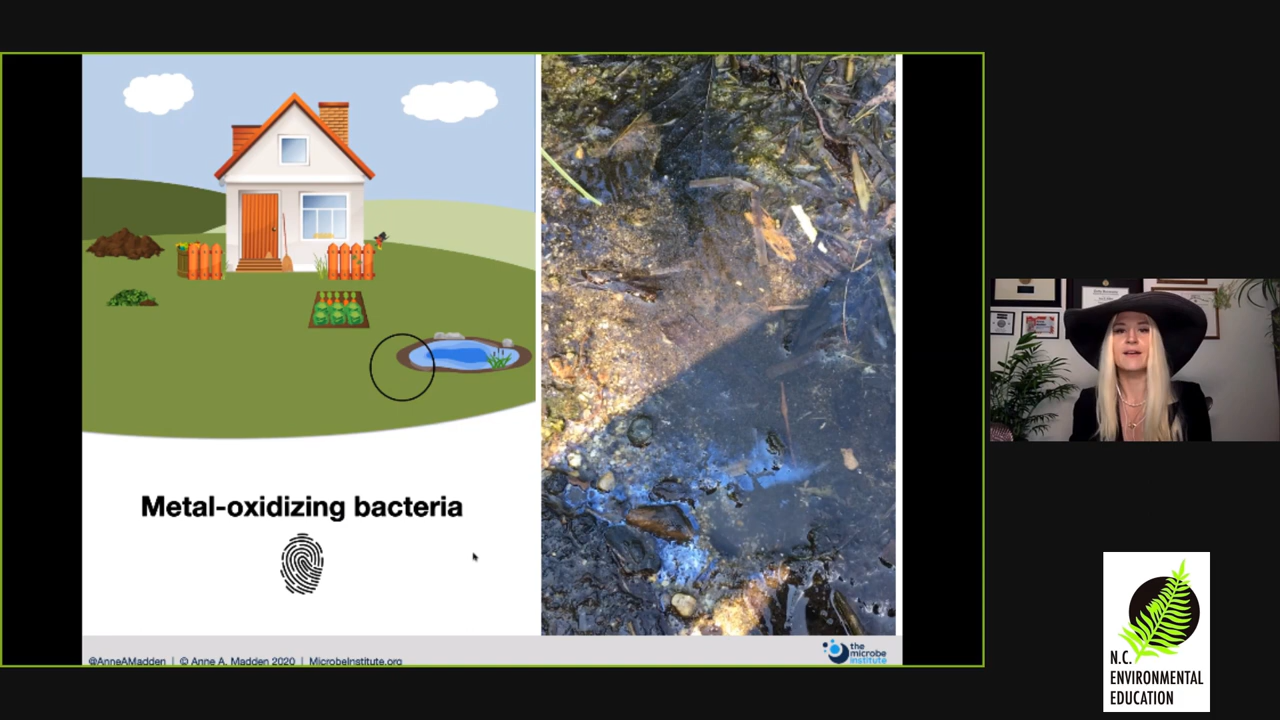 Metal-oxidizing bacteria
@AnneAMadden | © Anne A. Madden 2020 | MicrobeInstitute.org
the
microbe
institute
N.C.
ENVIRONMENTAL
EDUCATION